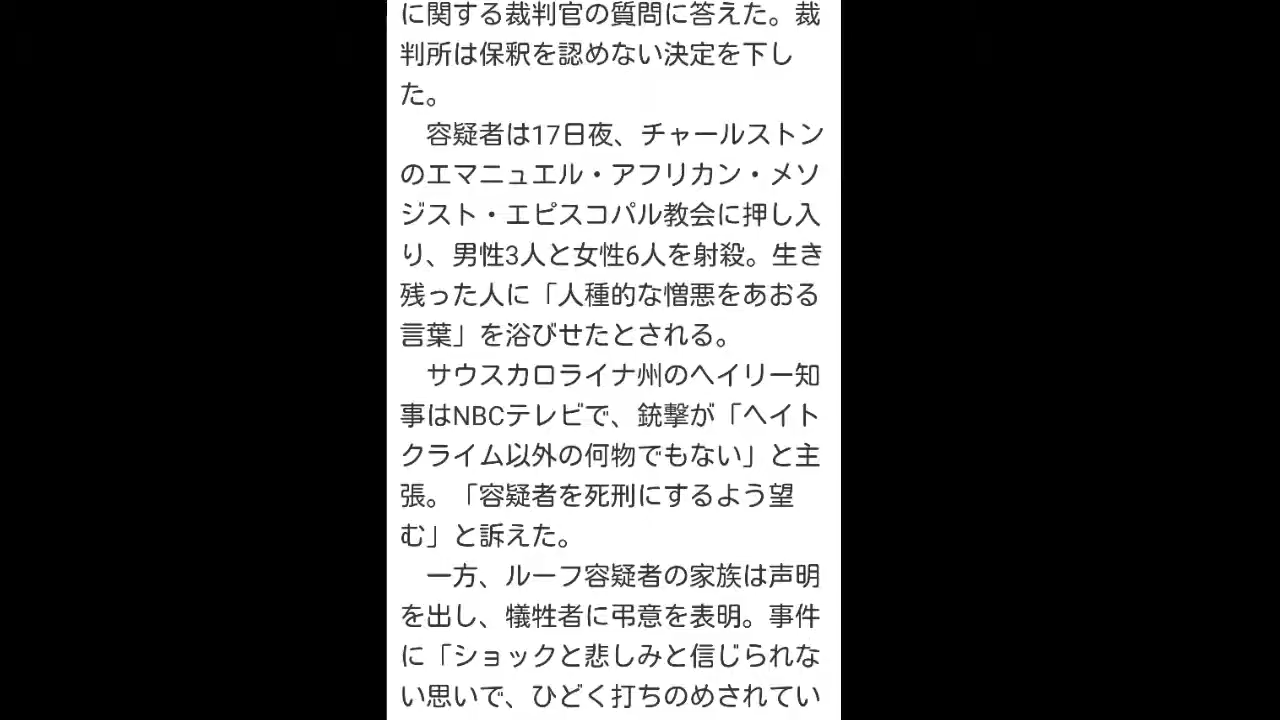 に関する裁判官の質問に答えた。裁
判所は保釈を認めない決定を下し
た。
　容疑者は17日夜、チャールストン
のエマニュエル・アフリカン・メソ
ジスト・エピスコパル教会に押し入
り、男性3人と女性6人を射殺。生き
残った人に「人種的な憎悪をあおる
言葉」を浴びせたとされる。
　サウスカロライナ州のヘイリー知
事はNBCテレビで、銃撃が「ヘイト
クライム以外の何物でもない」と主
張。「容疑者を死刑にするよう望
む」と訴えた。
　一方、ルーフ容疑者の家族は声明
を出し、犠牲者に弔意を表明。事件
に「ショックと悲しみと信じられな
い思いで、ひどく打ちのめされてい